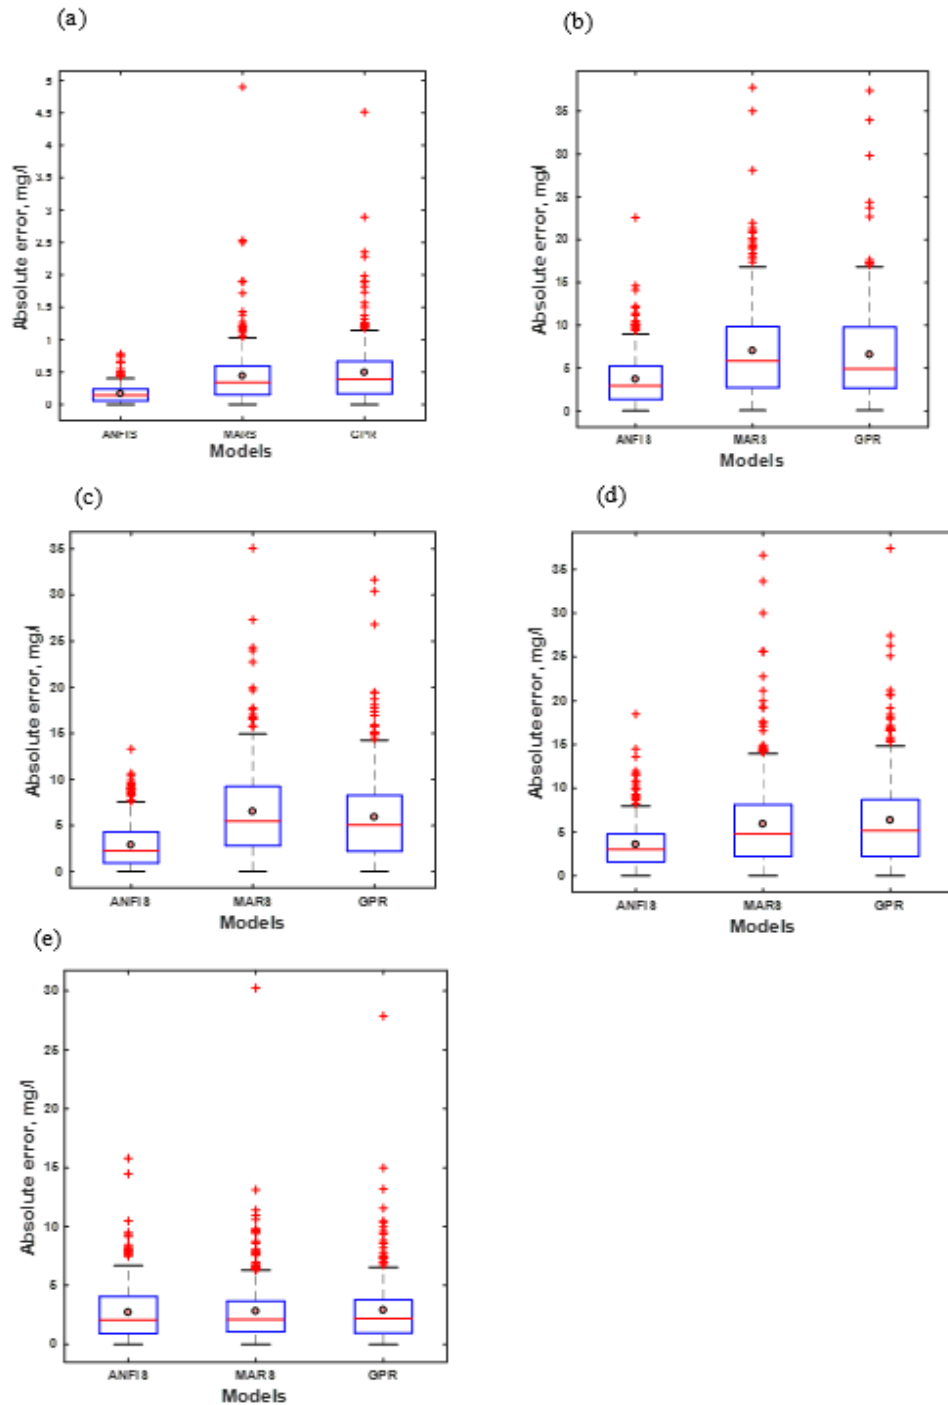 (a)
5
4.5
4
3.5
3
2.5
2
1.5
1
0.5
0
Absolute error, mg/l
ANFIS
MARS
GPR
Models
(b)
35
30
25
20
15
10
5
0
Absolute error, mg/l
ANFIS
MARS
GPR
Models
(c)
35
30
25
20
15
10
5
0
Absolute error, mg/l
ANFIS
MARS
GPR
Models
(d)
35
30
25
20
15
10
5
0
Absolute error, mg/l
ANFIS
MARS
GPR
Models
(e)
30
25
20
15
10
5
0
Absolute error, mg/l
ANFIS
MARS
GPR
Models